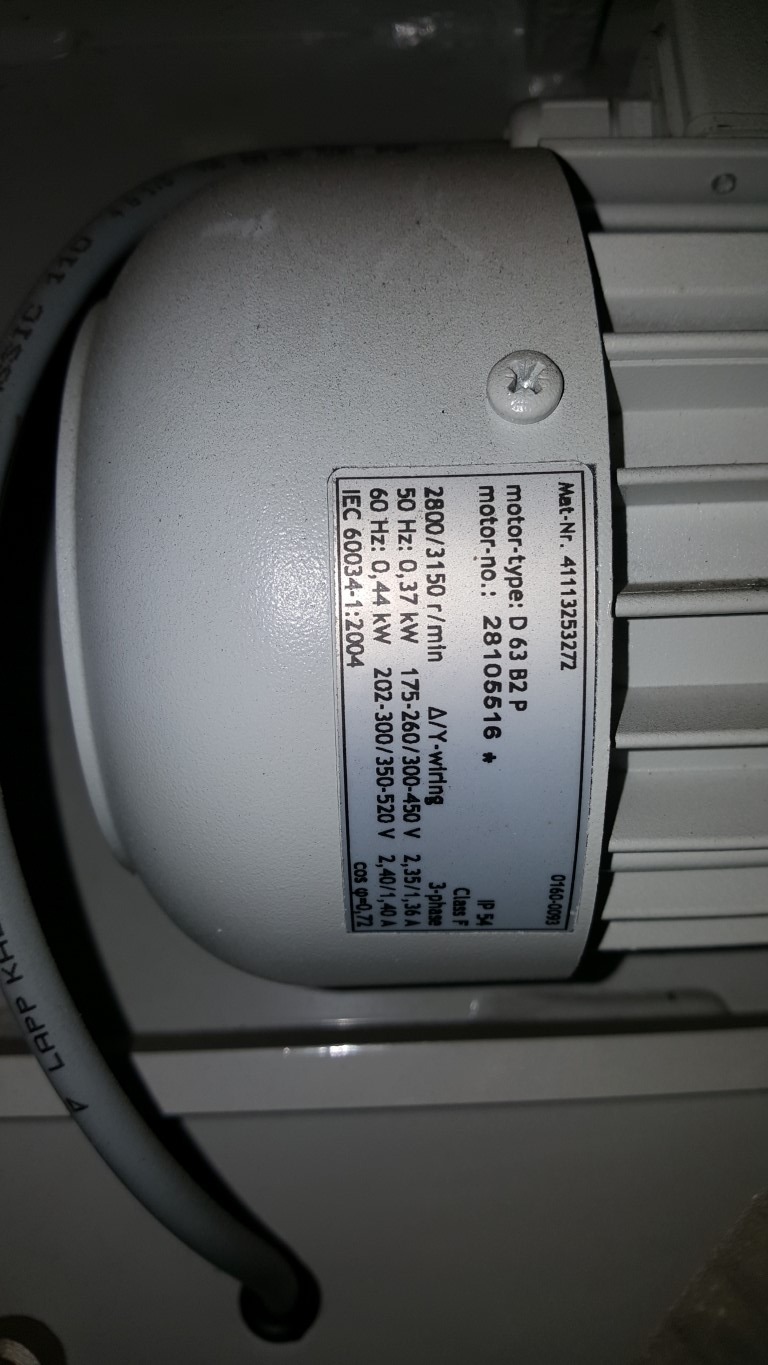 Mat-Nr. 41113253272 0160-0093
motor-type: D 63 B2 P IP 54
motor-no.: 28105516 * Class F
2800/3150 r/min Δ/Y-wiring 3-phase
50 Hz: 0,37 kW 175-260/300-450 V 2,35/1,36 A
60 Hz: 0,44 kW 202-300/350-520 V 2,40/1,40 A
IEC 60034-1:2004 cos φ=0,72
110
LAPP